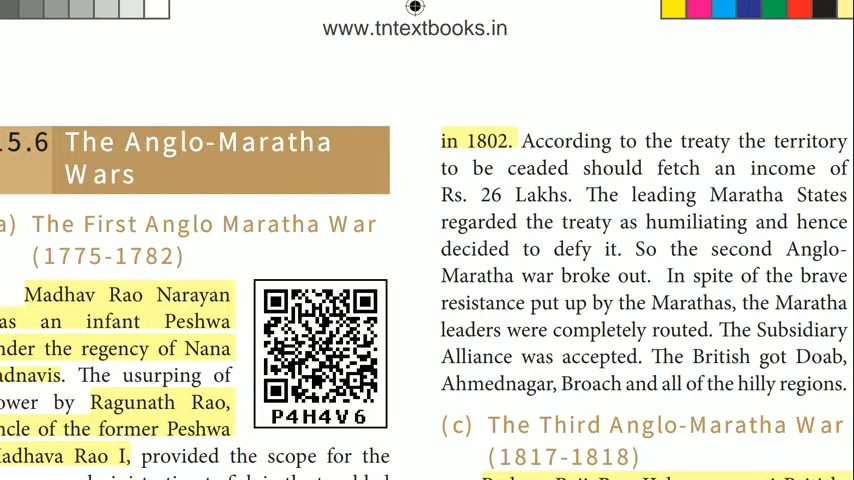 www.tntextbooks.in
15.6 The Anglo-Maratha
Wars
a) The First Anglo Maratha War
(1775-1782)
Madhav Rao Narayan
as an infant Peshwa
nder the regency of Nana
adnavis. The usurping of
ower by Ragunath Rao,
ncle of the former Peshwa
adhava Rao I, provided the scope for the
P4H4V6
in 1802. According to the treaty the territory
to be ceaded should fetch an income of
Rs. 26 Lakhs. The leading Maratha States
regarded the treaty as humiliating and hence
decided to defy it. So the second Anglo-
Maratha war broke out. In spite of the brave
resistance put up by the Marathas, the Maratha
leaders were completely routed. The Subsidiary
Alliance was accepted. The British got Doab,
Ahmednagar, Broach and all of the hilly regions.
(c) The Third Anglo-Maratha War
(1817-1818)